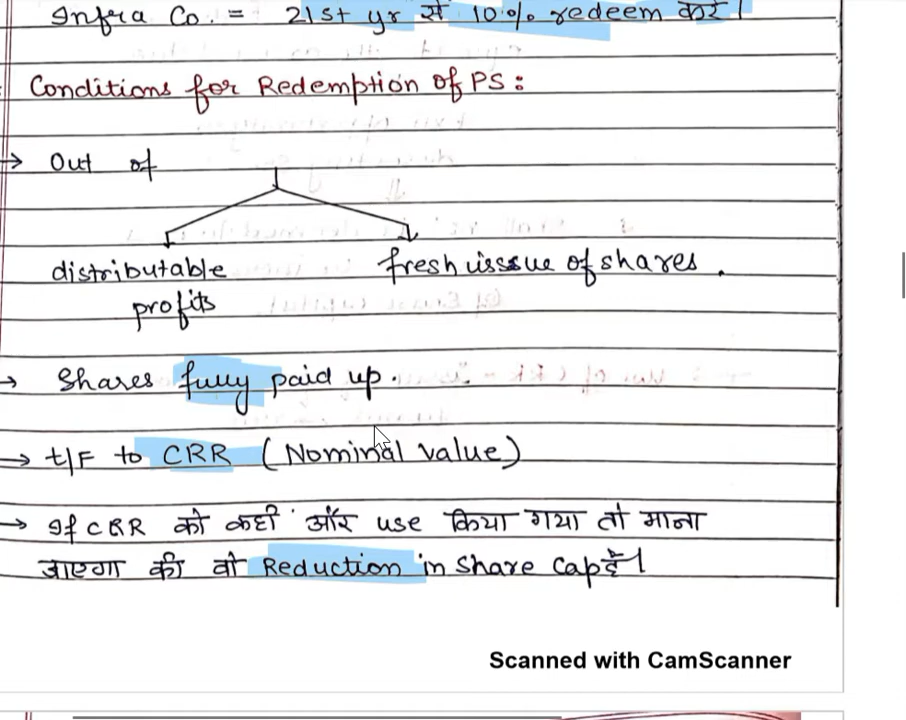 Infra Co. = 21st yr से 10% redeem करे।
Conditions for Redemption of PS:
→ Out of
distributable profits
fresh uisssue of shares.
→ Shares fully paid up.
→ t/F to CRR (Nominal value)
→ If CRR को कही और use किया गया तो माना
जाएगा की वो Reduction in share Cap है।
Scanned with CamScanner